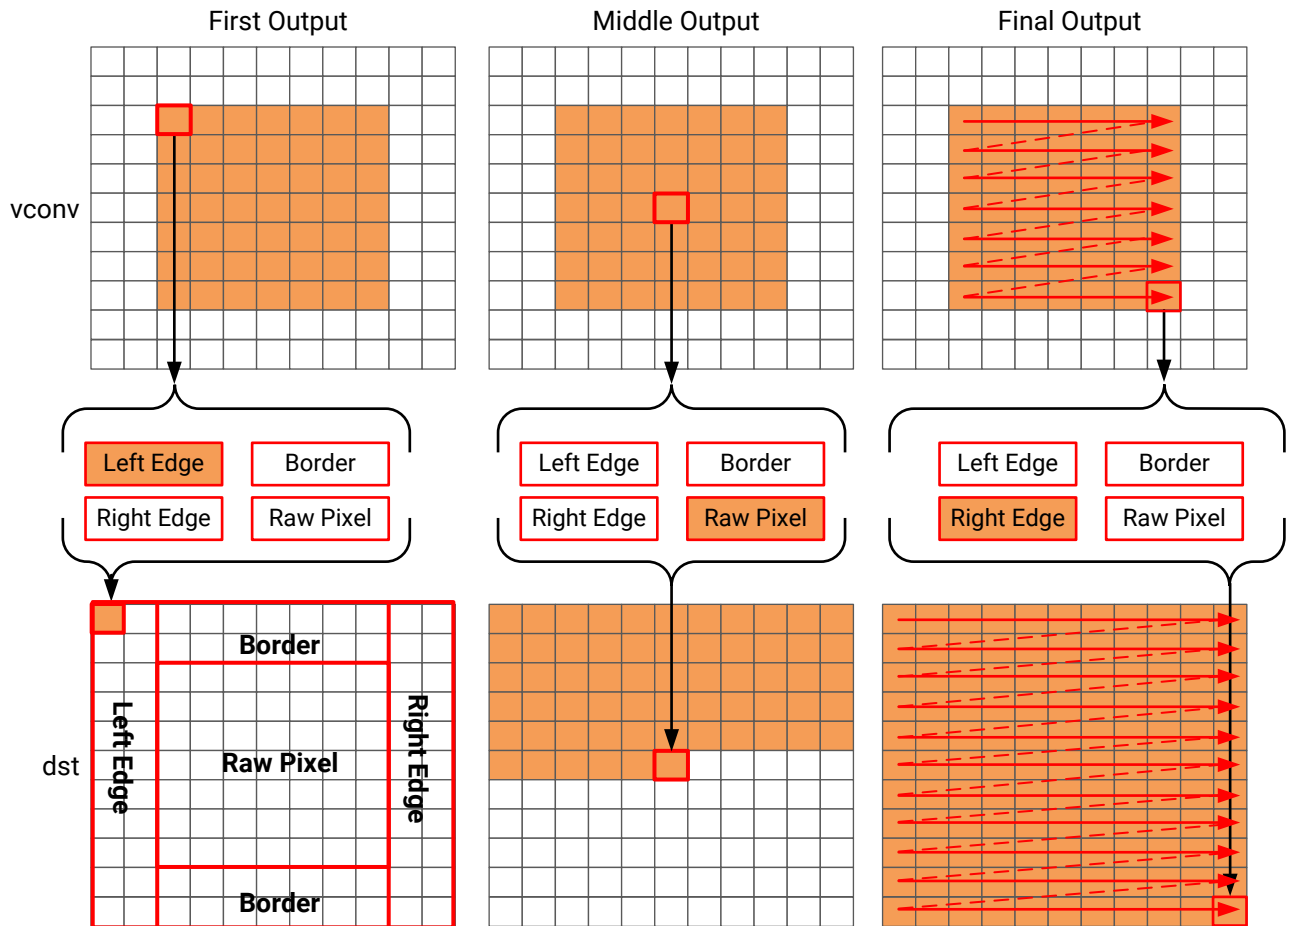 First Output
Middle Output
Final Output
vconv
Left Edge
Border
Right Edge
Raw Pixel
Left Edge
Border
Right Edge
Raw Pixel
Left Edge
Border
Right Edge
Raw Pixel
dst
Border
Left Edge
Raw Pixel
Right Edge
Border